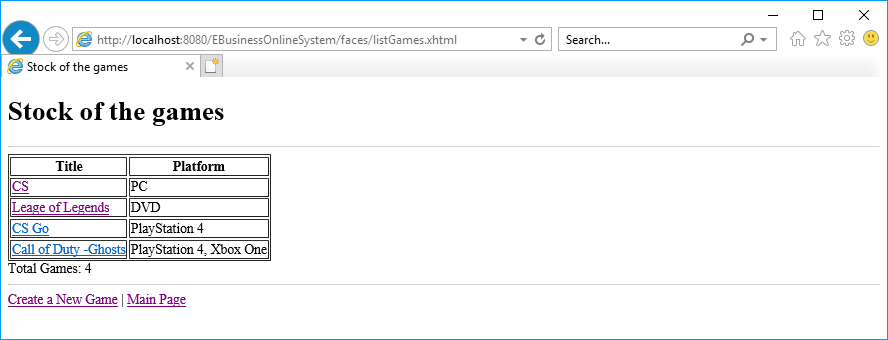 http://localhost:8080/EBusinessOnlineSystem/faces/listGames.xhtml
Search...
Stock of the games
Stock of the games
Title Platform
CS PC
Leage of Legends DVD
CS Go PlayStation 4
Call of Duty -Ghosts PlayStation 4, Xbox One
Total Games: 4
Create a New Game | Main Page